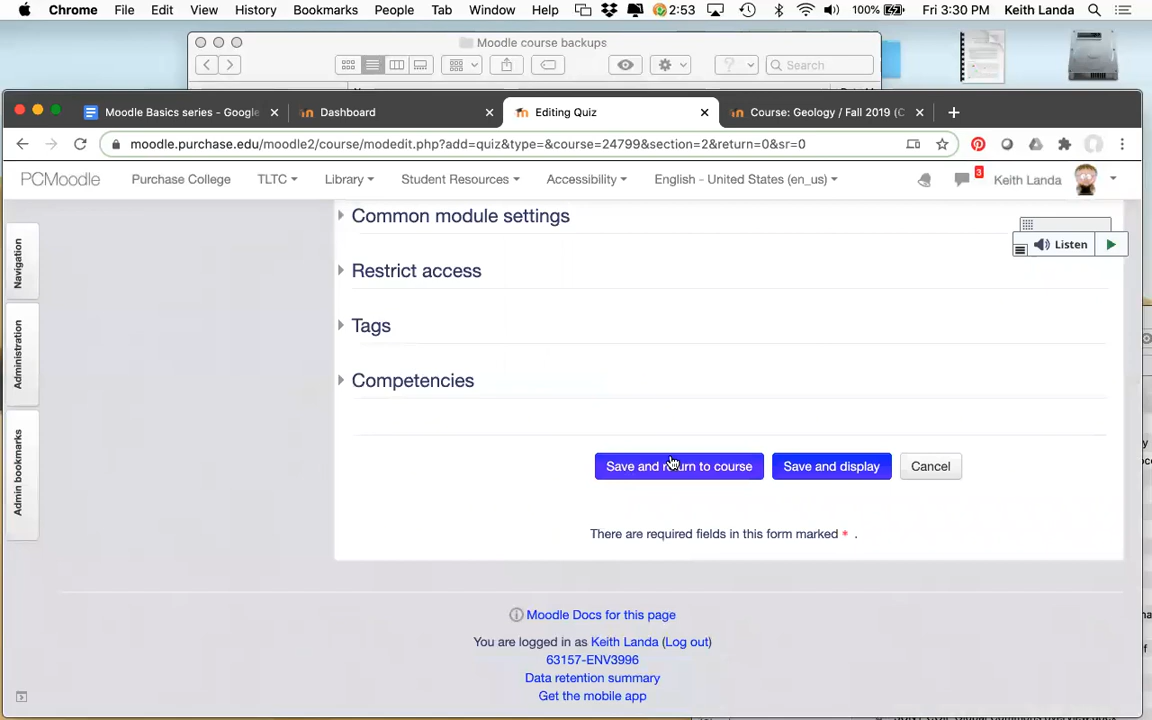 Chrome File Edit View History Bookmarks People Tab Window Help 2:53 100% Fri 3:30 PM Keith Landa
Moodle course backups
Search
Moodle Basics series - Google
Dashboard
Editing Quiz
Course: Geology / Fall 2019 (C
moodle.purchase.edu/moodle2/course/modedit.php?add=quiz&type=&course=24799&section=2&return=0&sr=0
PCMoodle Purchase College TLTC Library Student Resources Accessibility English - United States (en_us) 3 Keith Landa
Navigation
Administration
Admin bookmarks
Common module settings
Listen
Restrict access
Tags
Competencies
Save and return to course Save and display Cancel
There are required fields in this form marked * .
Moodle Docs for this page
You are logged in as Keith Landa (Log out)
63157-ENV3996
Data retention summary
Get the mobile app